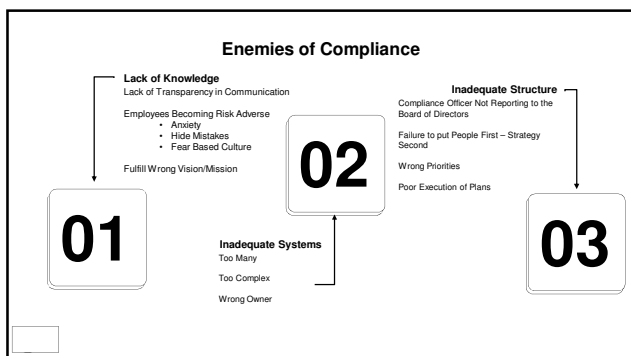 Enemies of Compliance
Lack of Knowledge
Lack of Transparency in Communication
Employees Becoming Risk Adverse
• Anxiety
• Hide Mistakes
• Fear Based Culture
Fulfill Wrong Vision/Mission
01
02
Inadequate Systems
Too Many
Too Complex
Wrong Owner
Inadequate Structure
Compliance Officer Not Reporting to the
Board of Directors
Failure to put People First – Strategy
Second
Wrong Priorities
Poor Execution of Plans
03